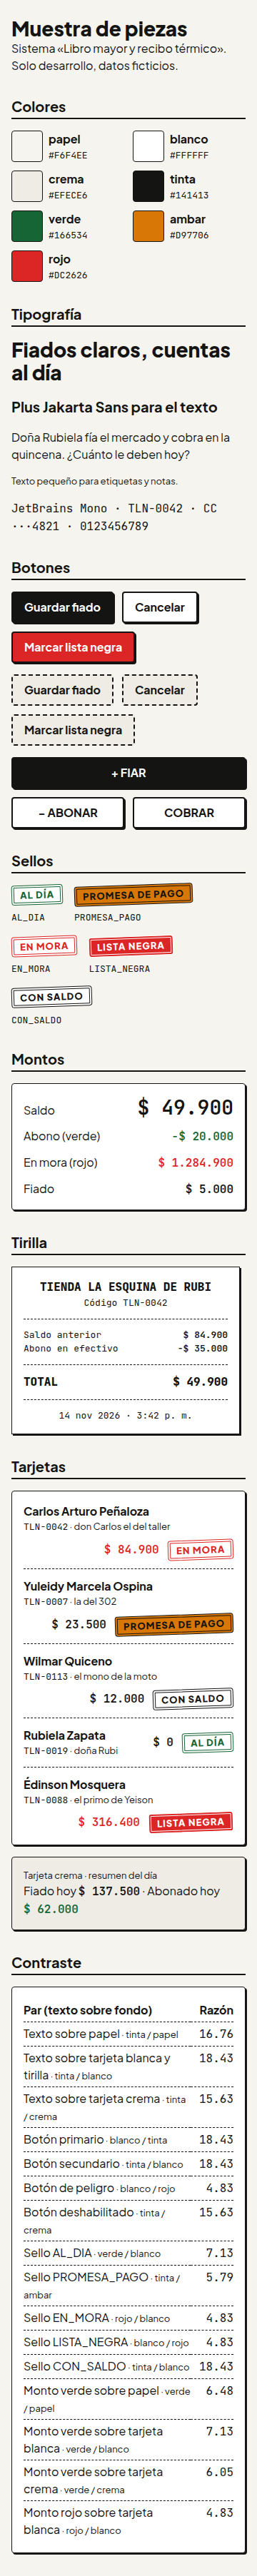 Muestra de piezas
Sistema «Libro mayor y recibo térmico».
Solo desarrollo, datos ficticios.
Colores
papel
#F6F4EE
blanco
#FFFFFF
crema
#EFECE6
tinta
#141413
verde
#166534
ambar
#D97706
rojo
#DC2626
Tipografía
Fiados claros, cuentas
al día
Plus Jakarta Sans para el texto
Doña Rubiela fía el mercado y cobra en la
quincena. ¿Cuánto le deben hoy?
Texto pequeño para etiquetas y notas.
JetBrains Mono · TLN-0042 · CC
···4821 · 0123456789
Botones
Guardar fiado Cancelar
Marcar lista negra
Guardar fiado Cancelar
Marcar lista negra
+ FIAR
− ABONAR COBRAR
Sellos
AL DÍA PROMESA DE PAGO
AL_DIA PROMESA_PAGO
EN MORA LISTA NEGRA
EN_MORA LISTA_NEGRA
CON SALDO
CON_SALDO
Montos
Saldo $ 49.900
Abono (verde) -$ 20.000
En mora (rojo) $ 1.284.900
Fiado $ 5.000
Tirilla
TIENDA LA ESQUINA DE RUBI
Código TLN-0042
Saldo anterior $ 84.900
Abono en efectivo -$ 35.000
TOTAL $ 49.900
14 nov 2026 · 3:42 p. m.
Tarjetas
Carlos Arturo Peñaloza
TLN-0042 · don Carlos el del taller
$ 84.900 EN MORA
Yuleidy Marcela Ospina
TLN-0007 · la del 302
$ 23.500 PROMESA DE PAGO
Wilmar Quiceno
TLN-0113 · el mono de la moto
$ 12.000 CON SALDO
Rubiela Zapata
TLN-0019 · doña Rubi
$ 0 AL DÍA
Édinson Mosquera
TLN-0088 · el primo de Yeison
$ 316.400 LISTA NEGRA
Tarjeta crema · resumen del día
Fiado hoy $ 137.500 · Abonado hoy
$ 62.000
Contraste
Par (texto sobre fondo) Razón
Texto sobre papel · tinta / papel 16.76
Texto sobre tarjeta blanca y 18.43
tirilla · tinta / blanco
Texto sobre tarjeta crema · tinta 15.63
/ crema
Botón primario · blanco / tinta 18.43
Botón secundario · tinta / blanco 18.43
Botón de peligro · blanco / rojo 4.83
Botón deshabilitado · tinta / 15.63
crema
Sello AL_DIA · verde / blanco 7.13
Sello PROMESA_PAGO · tinta / 5.79
ambar
Sello EN_MORA · rojo / blanco 4.83
Sello LISTA_NEGRA · blanco / rojo 4.83
Sello CON_SALDO · tinta / blanco 18.43
Monto verde sobre papel · verde 6.48
/ papel
Monto verde sobre tarjeta 7.13
blanca · verde / blanco
Monto verde sobre tarjeta 6.05
crema · verde / crema
Monto rojo sobre tarjeta 4.83
blanca · rojo / blanco